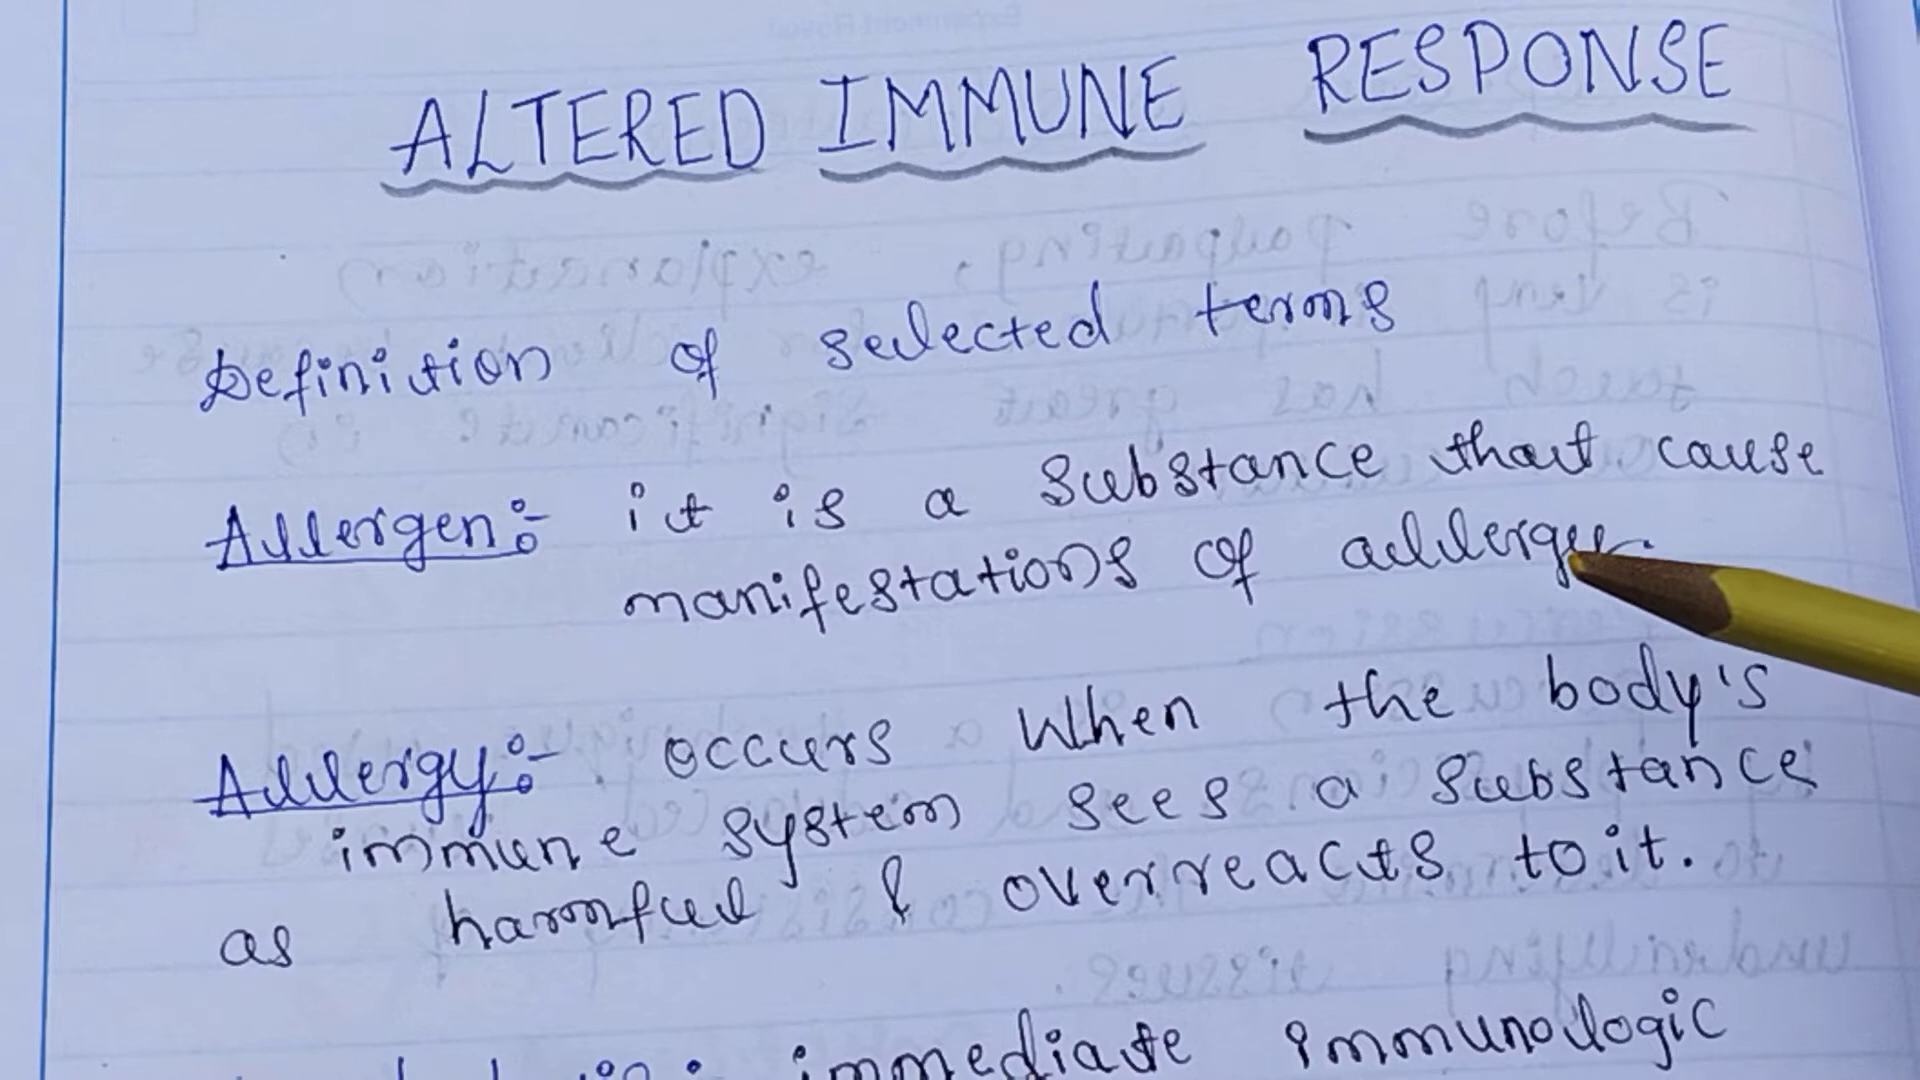 ALTERED IMMUNE RESPONSE
Definition of selected terms
Allergen:- it is a substance that cause
manifestations of allergy.
Allergy:- occurs when the body's
immune system sees a substance
as harmful & overreacts to it.
immediate immunologic